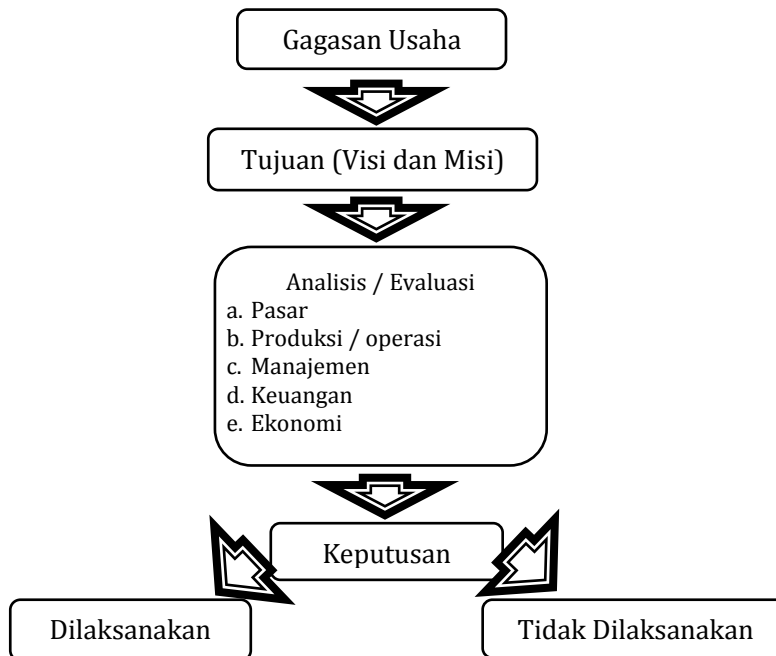 Gagasan Usaha
Tujuan (Visi dan Misi)
Analisis / Evaluasi
a. Pasar
b. Produksi / operasi
c. Manajemen
d. Keuangan
e. Ekonomi
Keputusan
Dilaksanakan
Tidak Dilaksanakan